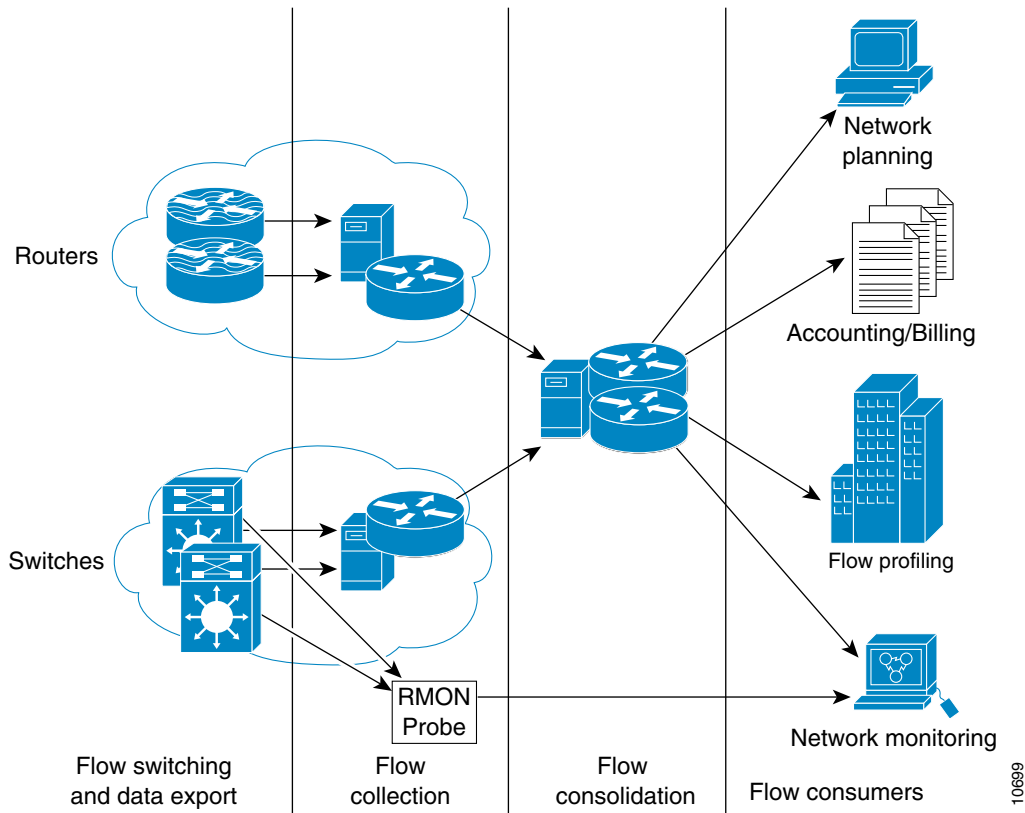 Network
planning
Routers
Accounting/Billing
Switches
Flow profiling
RMON
Probe
Network monitoring
Flow switching
and data export
Flow
collection
Flow
consolidation
Flow consumers
10699